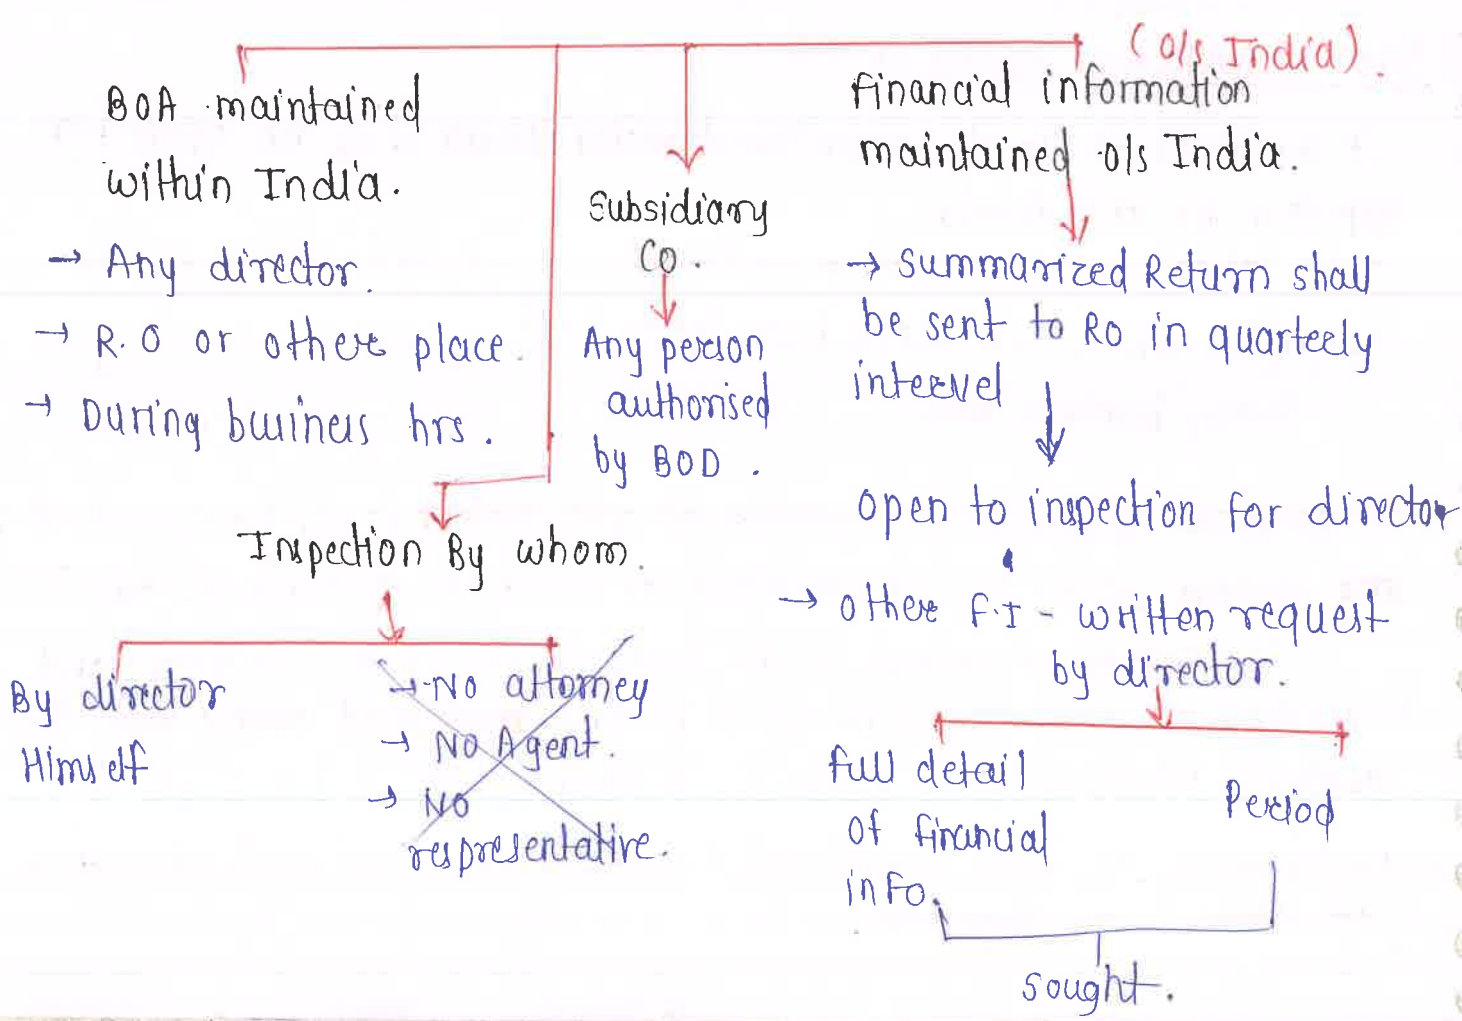 (o/s India).
BOA maintained
within India.
→ Any director.
→ R.O or other place.
→ During business hrs.
Subsidiary
Co.
Any person
authorised
by BOD.
Financial information
maintained o/s India.
→ Summarized Return shall
be sent to RO in quarteely
intervel
open to inspection for director
→ other F.I - written request
by director.
Full detail
of financial
info.
Period
Sought.
Inspection By whom.
By director
Himself
→ No attorney
→ No Agent.
→ No
respresentative.